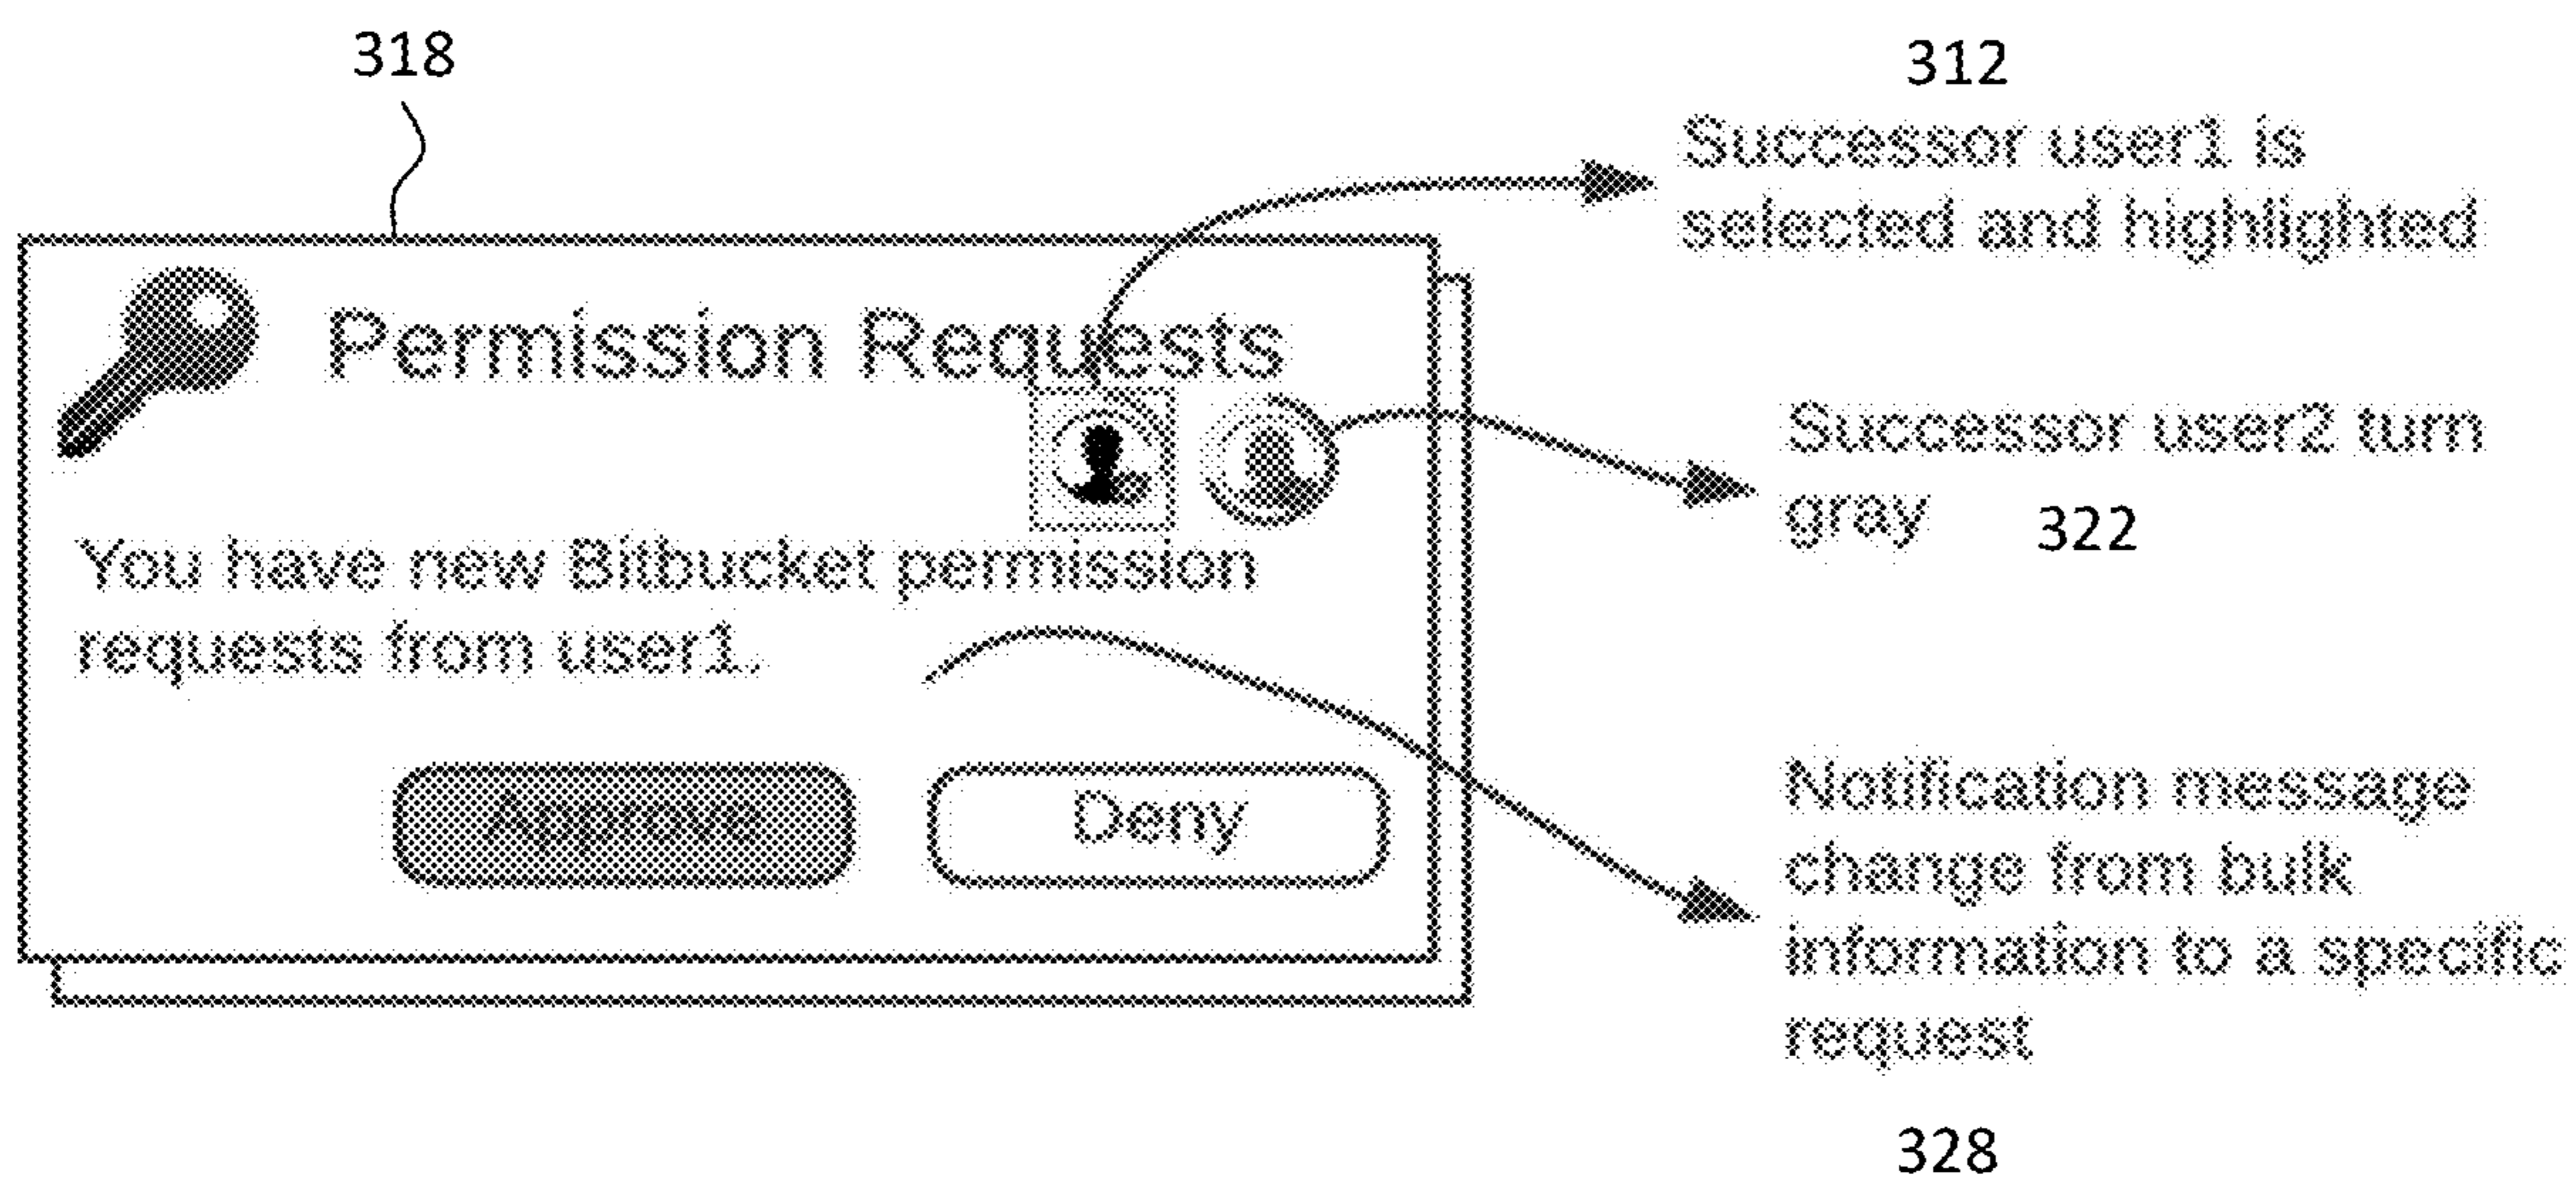 318
312
Successor user1 is
selected and highlighted
Permission Requests
Successor user2 turn
gray
322
You have new Bitbucket permission
requests from user1.
Approve
Deny
Notification message
change from bulk
information to a specific
request
328